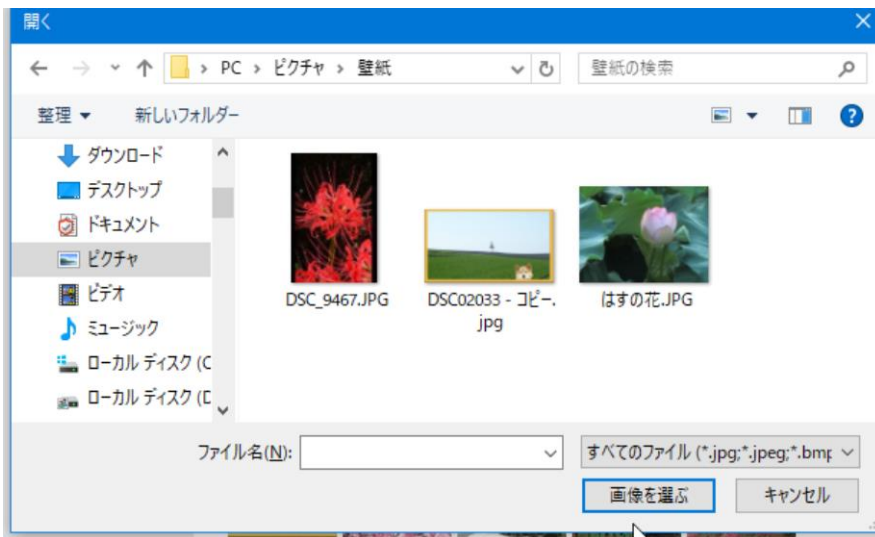 開く
PC > ピクチャ > 壁紙
壁紙の検索
整理
新しいフォルダー
ダウンロード
デスクトップ
ドキュメント
ピクチャ
ビデオ
ミュージック
ローカル ディスク (C
ローカル ディスク (D
DSC_9467.JPG
DSC02033 - コピー.
jpg
はすの花.JPG
ファイル名(N):
すべてのファイル (*.jpg;*.jpeg;*.bmp
画像を選ぶ
キャンセル